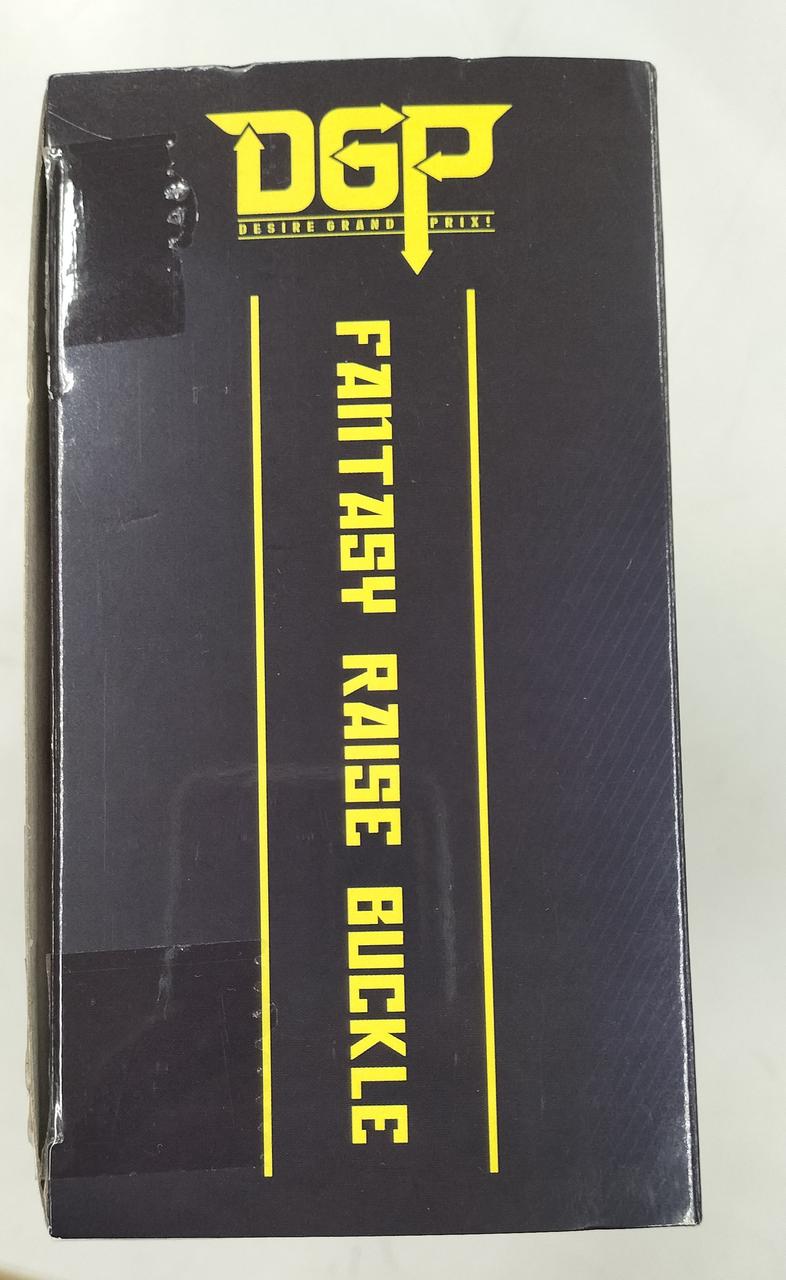 DGP
DESIRE GRAND PRIX!
FANTASY RAISE BUCKLE